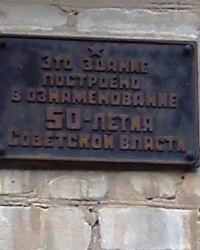 Это здание
построено
в ознаменование
50-летия
Советской власти